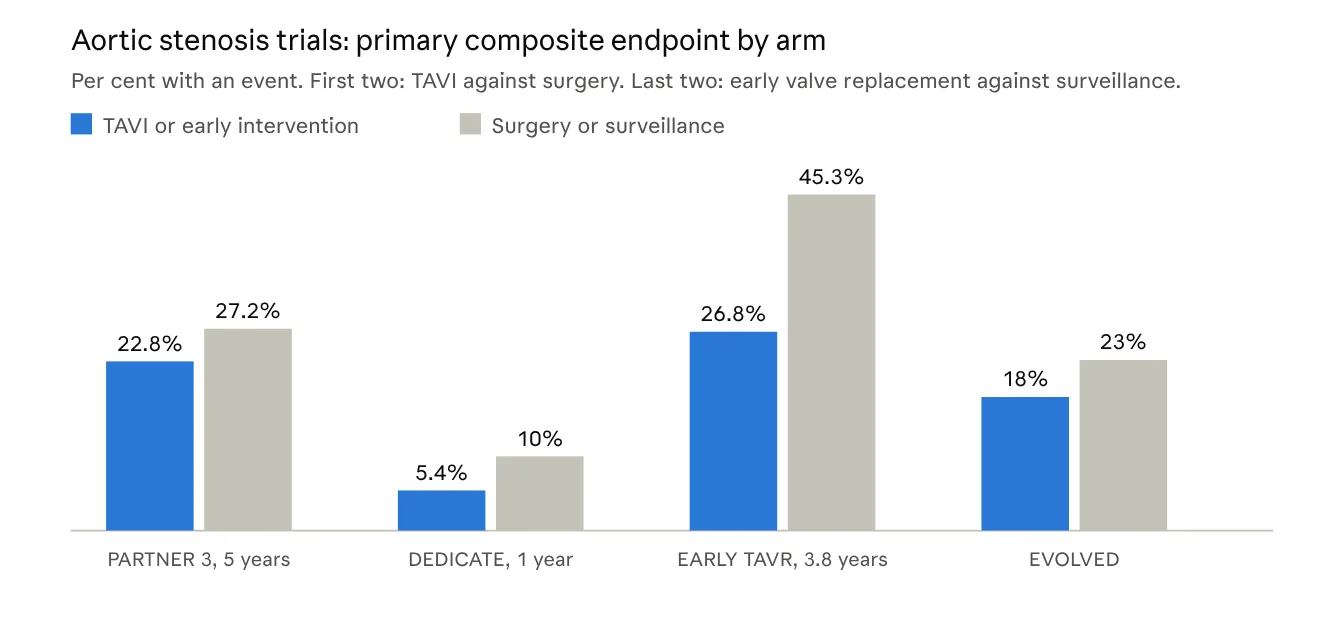 Aortic stenosis trials: primary composite endpoint by arm
Per cent with an event. First two: TAVI against surgery. Last two: early valve replacement against surveillance.
TAVI or early intervention
Surgery or surveillance
22.8%
27.2%
5.4%
10%
26.8%
45.3%
18%
23%
PARTNER 3, 5 years
DEDICATE, 1 year
EARLY TAVR, 3.8 years
EVOLVED